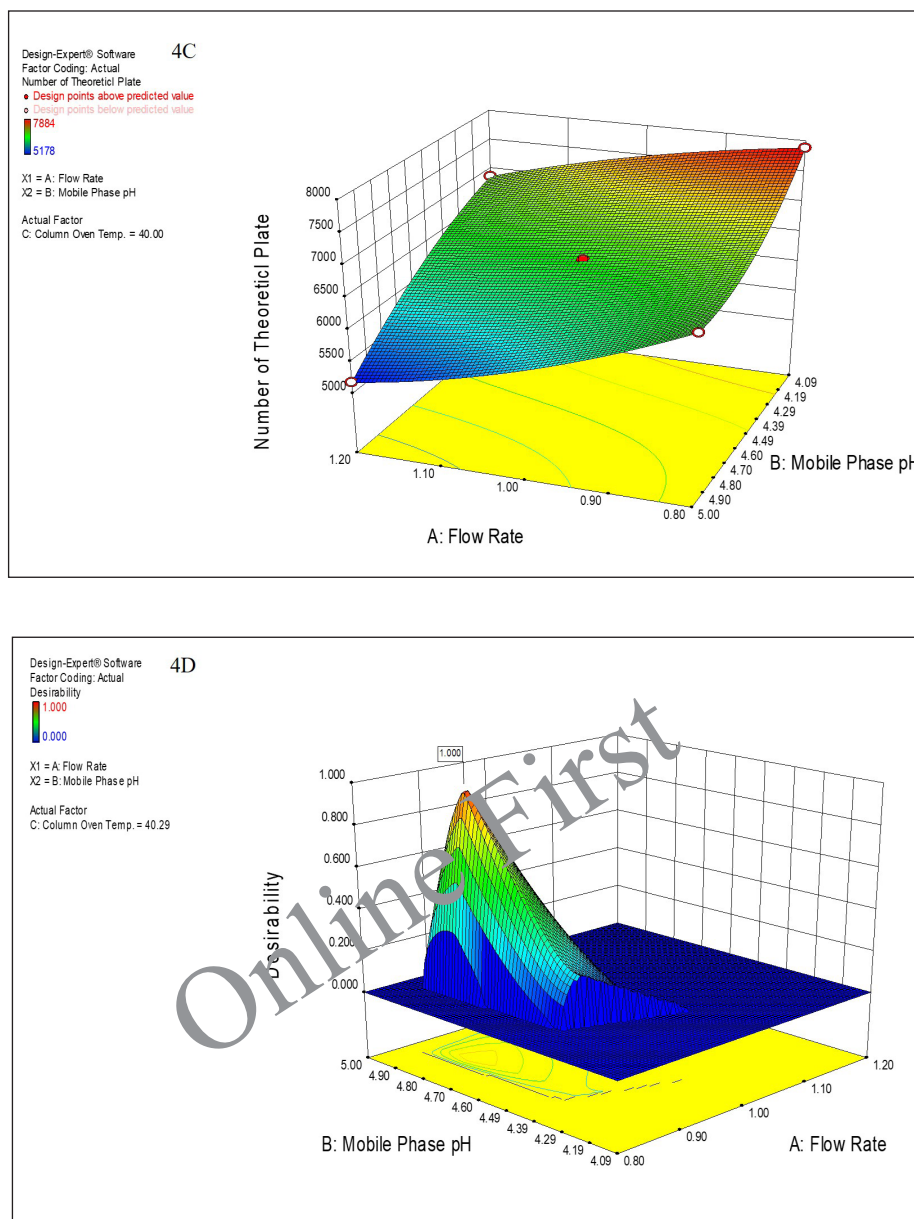 Design-Expert® Software
4C
Factor Coding: Actual
Number of Theoreticl Plate
Design points above predicted value
Design points below predicted value
7884
5178
X1 = A: Flow Rate
X2 = B: Mobile Phase pH
Actual Factor
C: Column Oven Temp. = 40.00
Number of Theoreticl Plate
8000
7500
7000
6500
6000
5500
5000
1.20
1.10
1.00
0.90
0.80
A: Flow Rate
4.09
4.19
4.29
4.39
4.49
4.60
4.70
4.80
4.90
5.00
B: Mobile Phase pH
Design-Expert® Software
4D
Factor Coding: Actual
Desirability
1.000
0.000
X1 = A: Flow Rate
X2 = B: Mobile Phase pH
Actual Factor
C: Column Oven Temp. = 40.29
1.000
Desirability
1.000
0.800
0.600
0.400
0.200
0.000
5.00
4.90
4.80
4.70
4.60
4.49
4.39
4.29
4.19
4.09
B: Mobile Phase pH
1.20
1.10
1.00
0.90
0.80
A: Flow Rate
Online First